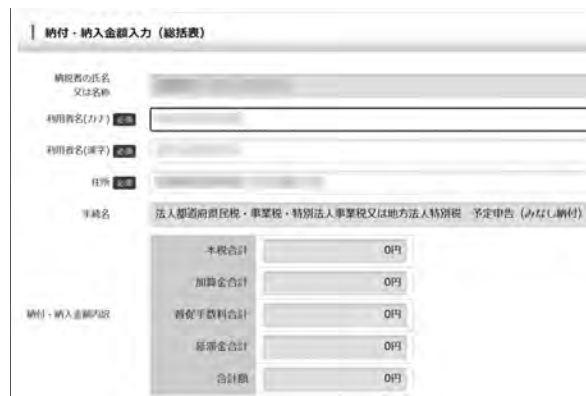 納付・納入金額入力（総括表）
納税者の氏名
又は名称
利用者名(カナ) 必須
利用者名(漢字) 必須
住所 必須
手続名 法人都道府県民税・事業税・特別法人事業税又は地方法人特別税 予定申告（みなし納付）
本税合計 0円
加算金合計 0円
納付・納入金額内訳 督促手数料合計 0円
延滞金合計 0円
合計額 0円